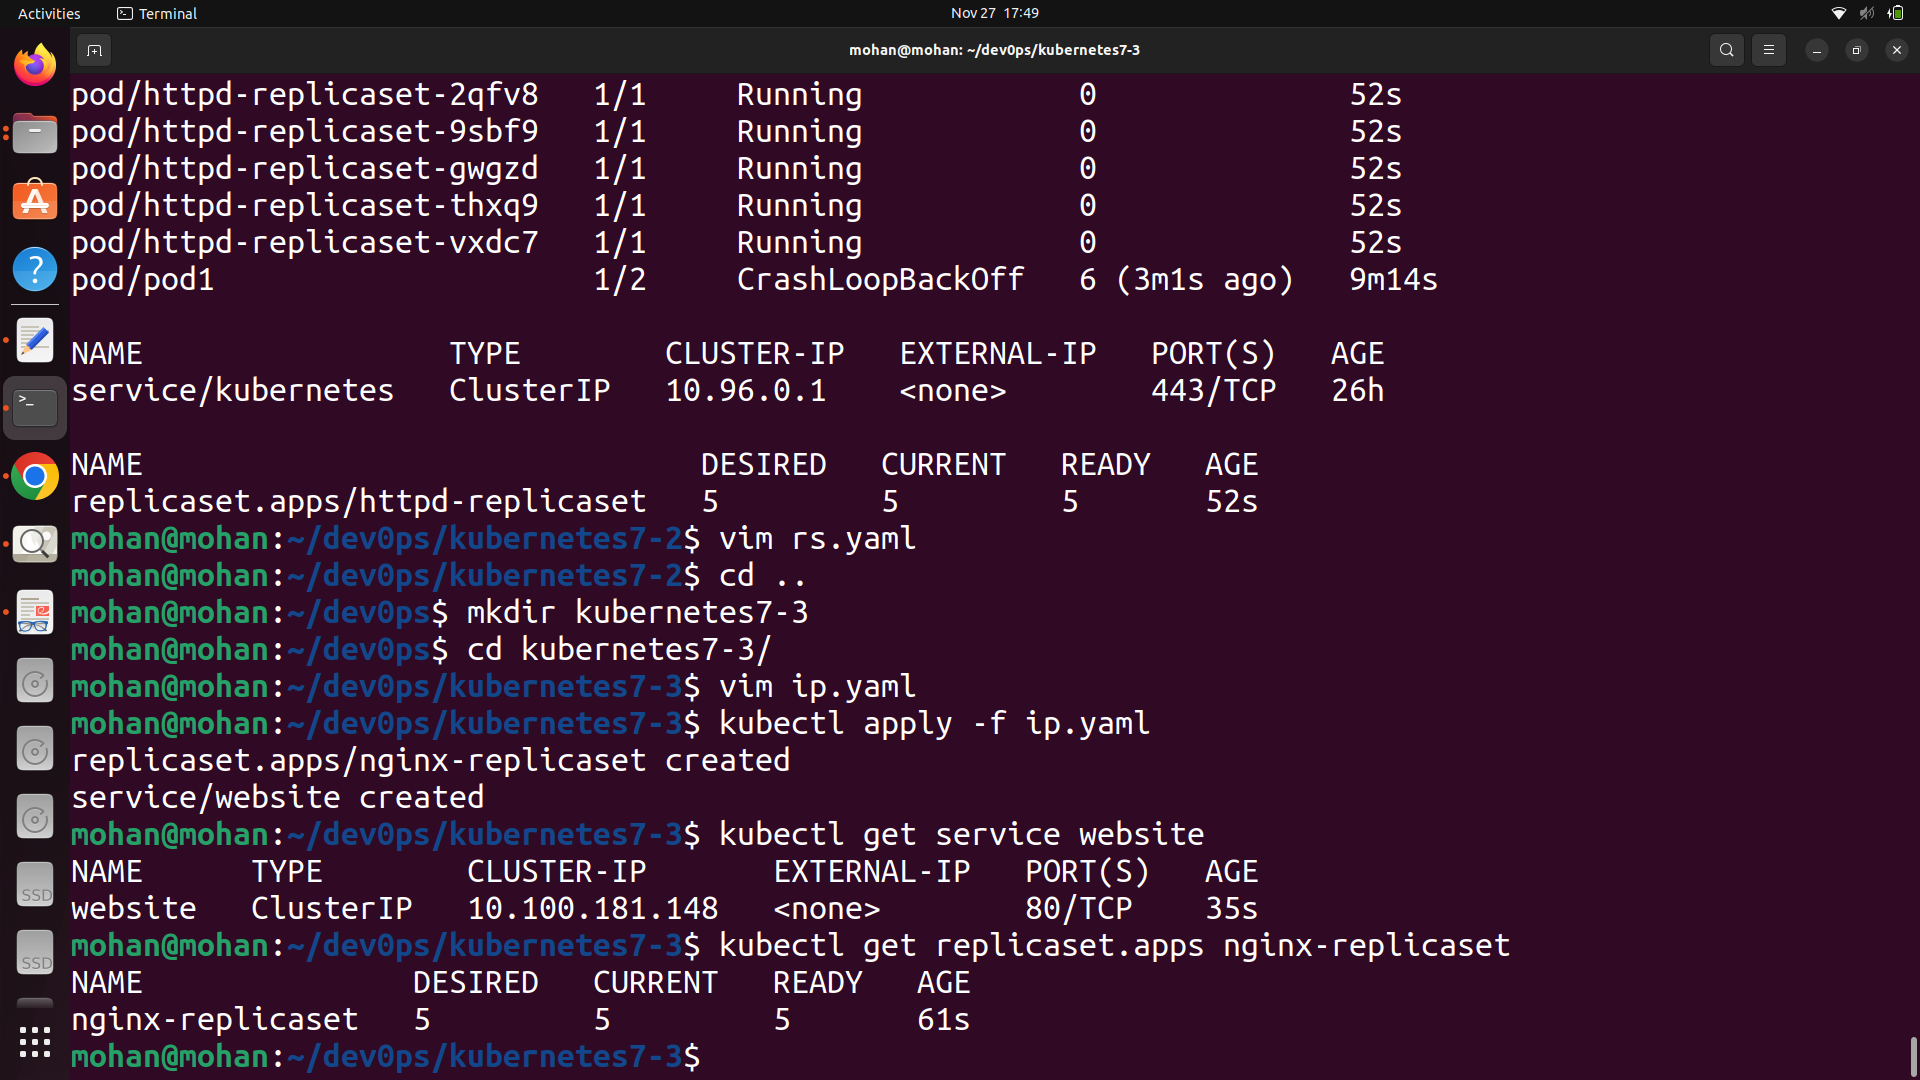 Activities Terminal Nov 27 17:49
mohan@mohan: ~/dev0ps/kubernetes7-3
pod/httpd-replicaset-2qfv8 1/1 Running 0 52s
pod/httpd-replicaset-9sbf9 1/1 Running 0 52s
pod/httpd-replicaset-gwgzd 1/1 Running 0 52s
pod/httpd-replicaset-thxq9 1/1 Running 0 52s
pod/httpd-replicaset-vxdc7 1/1 Running 0 52s
pod/pod1 1/2 CrashLoopBackOff 6 (3m1s ago) 9m14s
NAME TYPE CLUSTER-IP EXTERNAL-IP PORT(S) AGE
service/kubernetes ClusterIP 10.96.0.1 <none> 443/TCP 26h
NAME DESIRED CURRENT READY AGE
replicaset.apps/httpd-replicaset 5 5 5 52s
mohan@mohan:~/dev0ps/kubernetes7-2$ vim rs.yaml
mohan@mohan:~/dev0ps/kubernetes7-2$ cd ..
mohan@mohan:~/dev0ps$ mkdir kubernetes7-3
mohan@mohan:~/dev0ps$ cd kubernetes7-3/
mohan@mohan:~/dev0ps/kubernetes7-3$ vim ip.yaml
mohan@mohan:~/dev0ps/kubernetes7-3$ kubectl apply -f ip.yaml
replicaset.apps/nginx-replicaset created
service/website created
mohan@mohan:~/dev0ps/kubernetes7-3$ kubectl get service website
NAME TYPE CLUSTER-IP EXTERNAL-IP PORT(S) AGE
website ClusterIP 10.100.181.148 <none> 80/TCP 35s
mohan@mohan:~/dev0ps/kubernetes7-3$ kubectl get replicaset.apps nginx-replicaset
NAME DESIRED CURRENT READY AGE
nginx-replicaset 5 5 5 61s
mohan@mohan:~/dev0ps/kubernetes7-3$
SSD
SSD